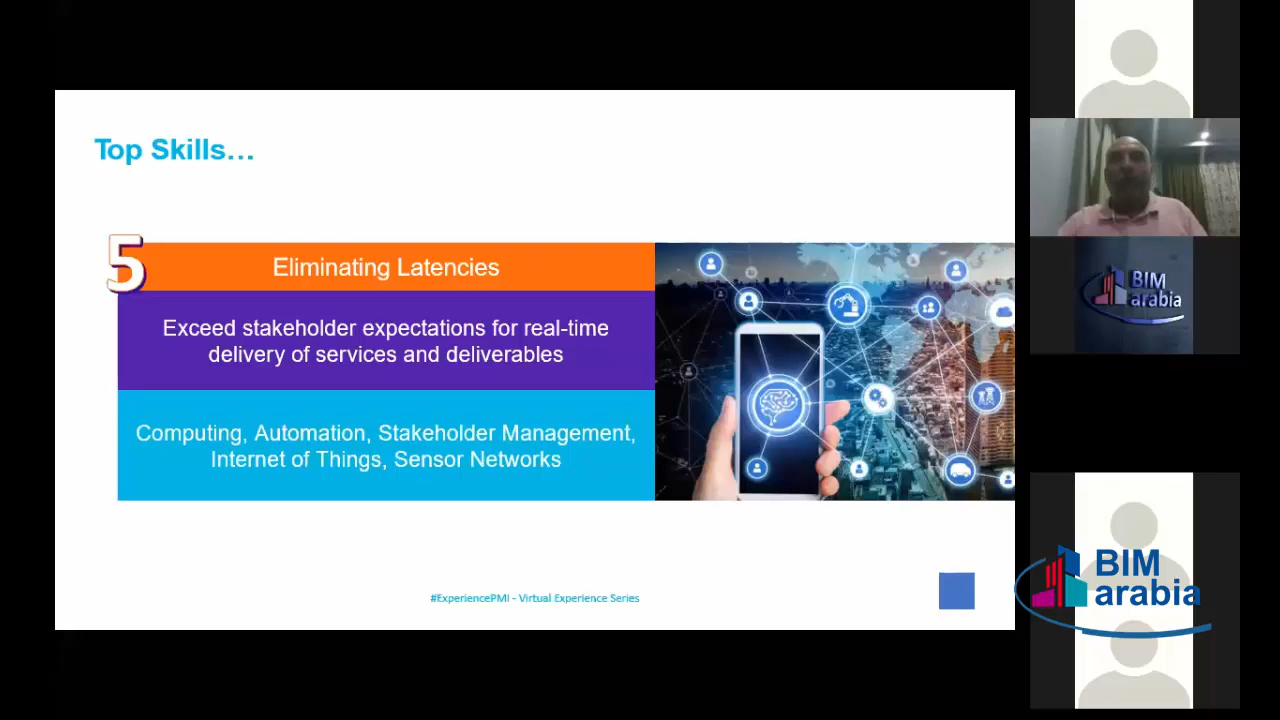 Top Skills…
5
Eliminating Latencies
Exceed stakeholder expectations for real-time
delivery of services and deliverables
Computing, Automation, Stakeholder Management,
Internet of Things, Sensor Networks
#ExperiencePMI - Virtual Experience Series
BIM
arabia
BIM
arabia